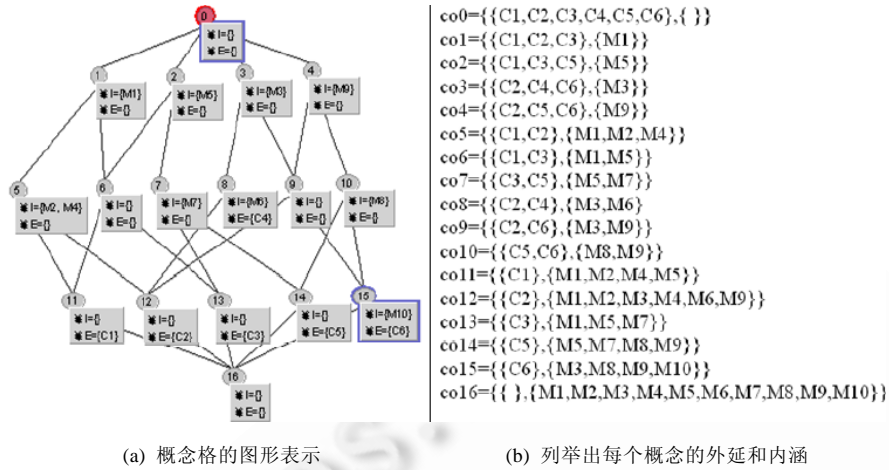 0
I={}
E={}
1
2
3
4
I={M1}
E={}
I={M5}
E={}
I={M3}
E={}
I={M9}
E={}
5
6
7
8
9
10
I={M2, M4}
E={}
I={}
E={}
I={M7}
E={}
I={M6}
E={C4}
I={}
E={}
I={M8}
E={}
11
12
13
14
15
I={}
E={C1}
I={}
E={C2}
I={}
E={C3}
I={}
E={C5}
I={M10}
E={C6}
16
I={}
E={}
(a) 概念格的图形表示
co0={{C1,C2,C3,C4,C5,C6},{ }}
co1={{C1,C2,C3},{M1}}
co2={{C1,C3,C5},{M5}}
co3={{C2,C4,C6},{M3}}
co4={{C2,C5,C6},{M9}}
co5={{C1,C2},{M1,M2,M4}}
co6={{C1,C3},{M1,M5}}
co7={{C3,C5},{M5,M7}}
co8={{C2,C4},{M3,M6}
co9={{C2,C6},{M3,M9}}
co10={{C5,C6},{M8,M9}}
co11={{C1},{M1,M2,M4,M5}}
co12={{C2},{M1,M2,M3,M4,M6,M9}}
co13={{C3},{M1,M5,M7}}
co14={{C5},{M5,M7,M8,M9}}
co15={{C6},{M3,M8,M9,M10}}
co16={{ },{M1,M2,M3,M4,M5,M6,M7,M8,M9,M10}}
(b) 列举出每个概念的外延和内涵